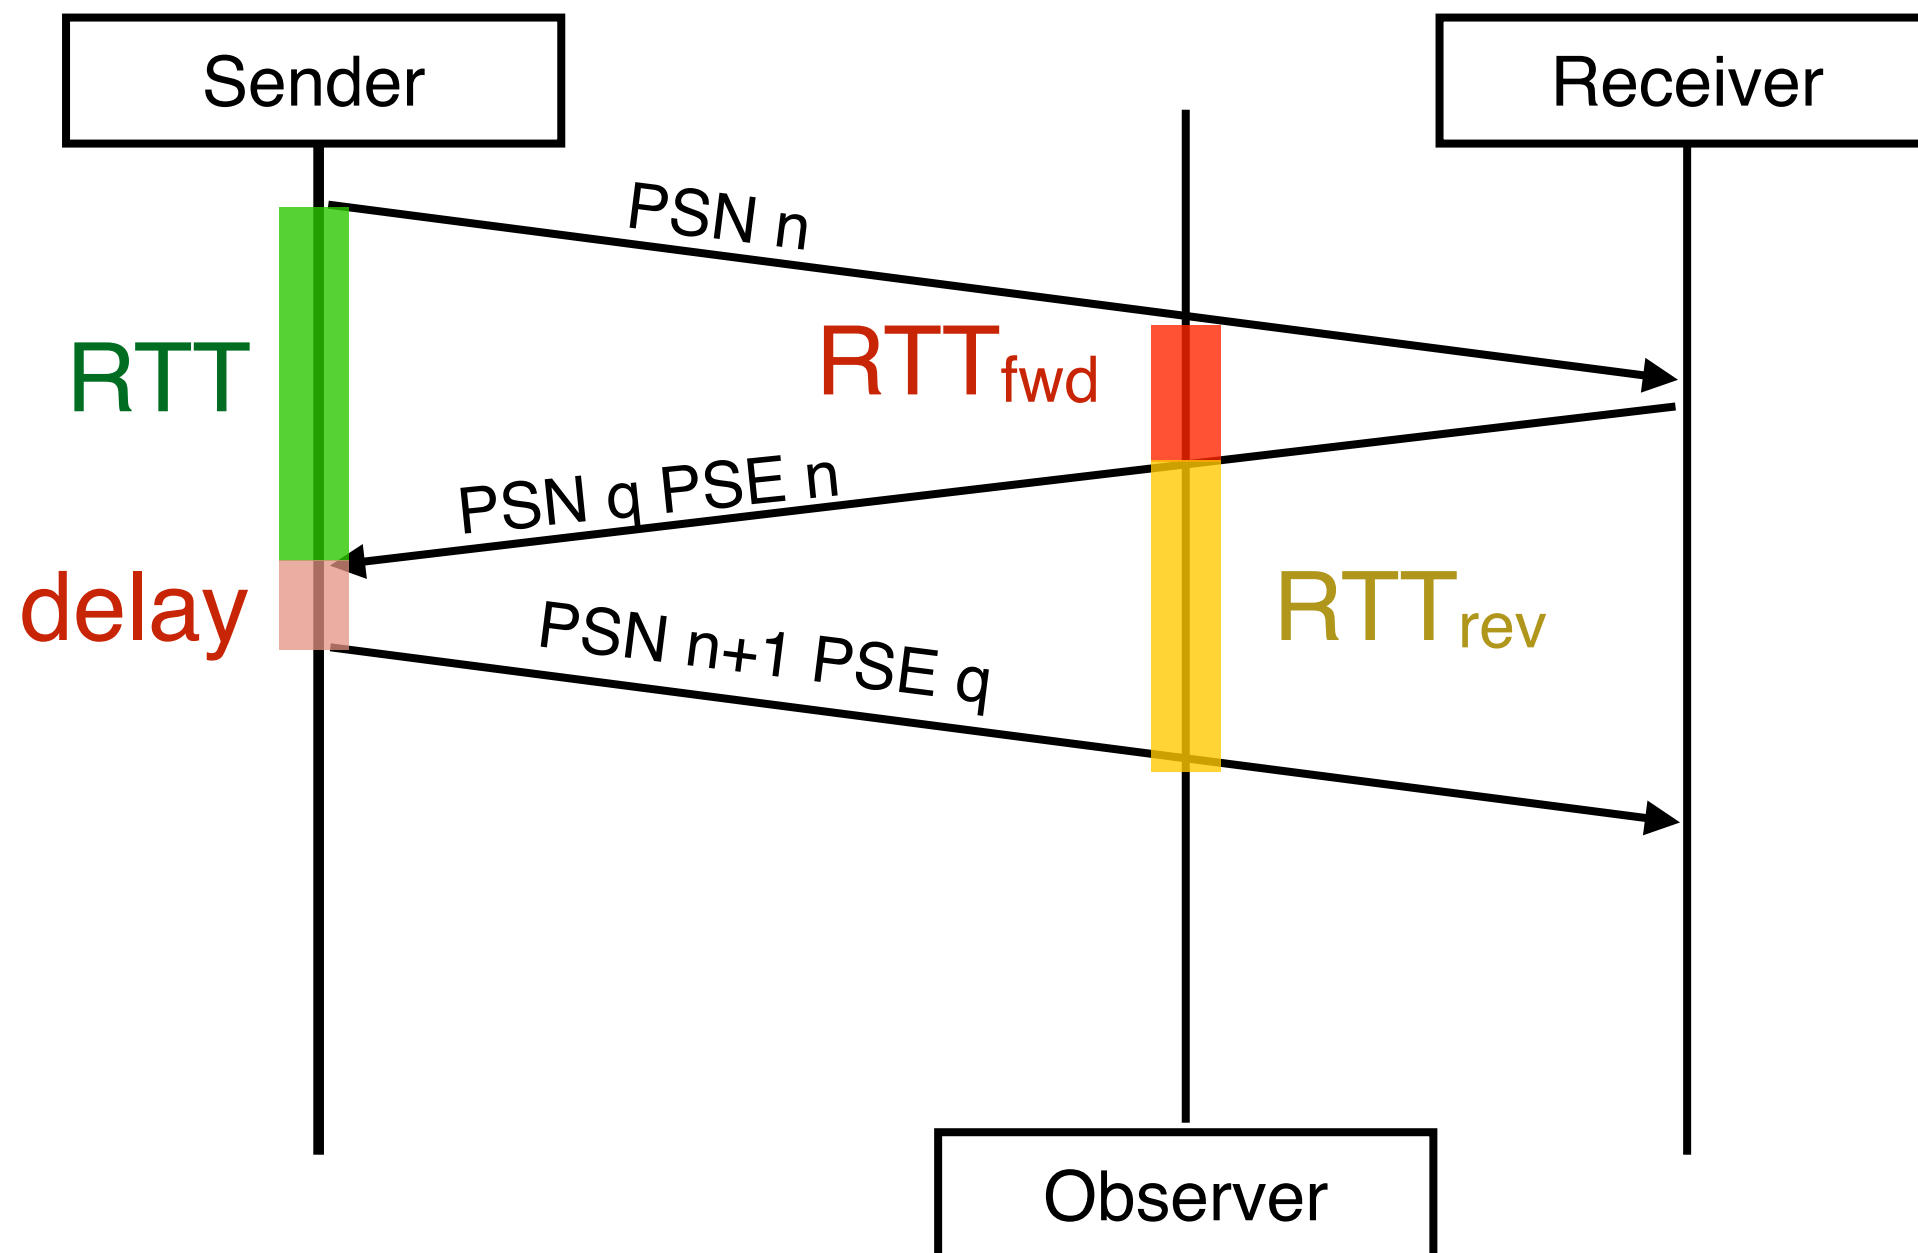 Sender
Receiver
PSN n
RTT
RTTfwd
PSN q PSE n
delay
PSN n+1 PSE q
RTTrev
Observer